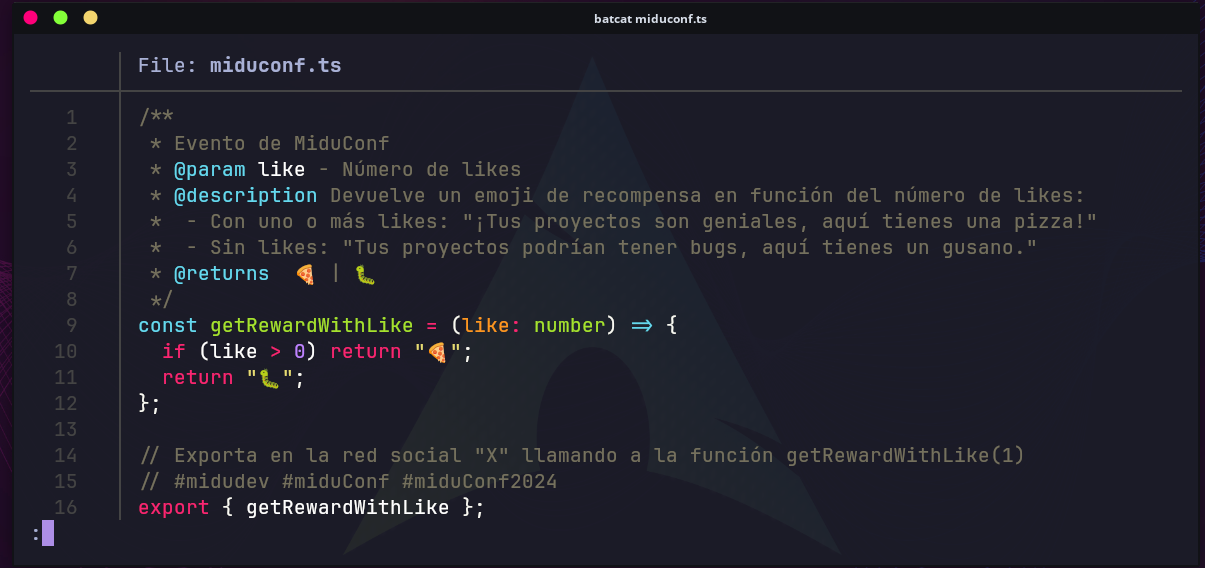 batcat miduconf.ts
File: miduconf.ts
1 /**
2  * Evento de MiduConf
3  * @param like - Número de likes
4  * @description Devuelve un emoji de recompensa en función del número de likes:
5  *  - Con uno o más likes: "¡Tus proyectos son geniales, aquí tienes una pizza!"
6  *  - Sin likes: "Tus proyectos podrían tener bugs, aquí tienes un gusano."
7  * @returns  🍕 | 🐛
8  */
9 const getRewardWithLike = (like: number) => {
10   if (like > 0) return "🍕";
11   return "🐛";
12 };
13
14 // Exporta en la red social "X" llamando a la función getRewardWithLike(1)
15 // #midudev #miduConf #miduConf2024
16 export { getRewardWithLike };
: